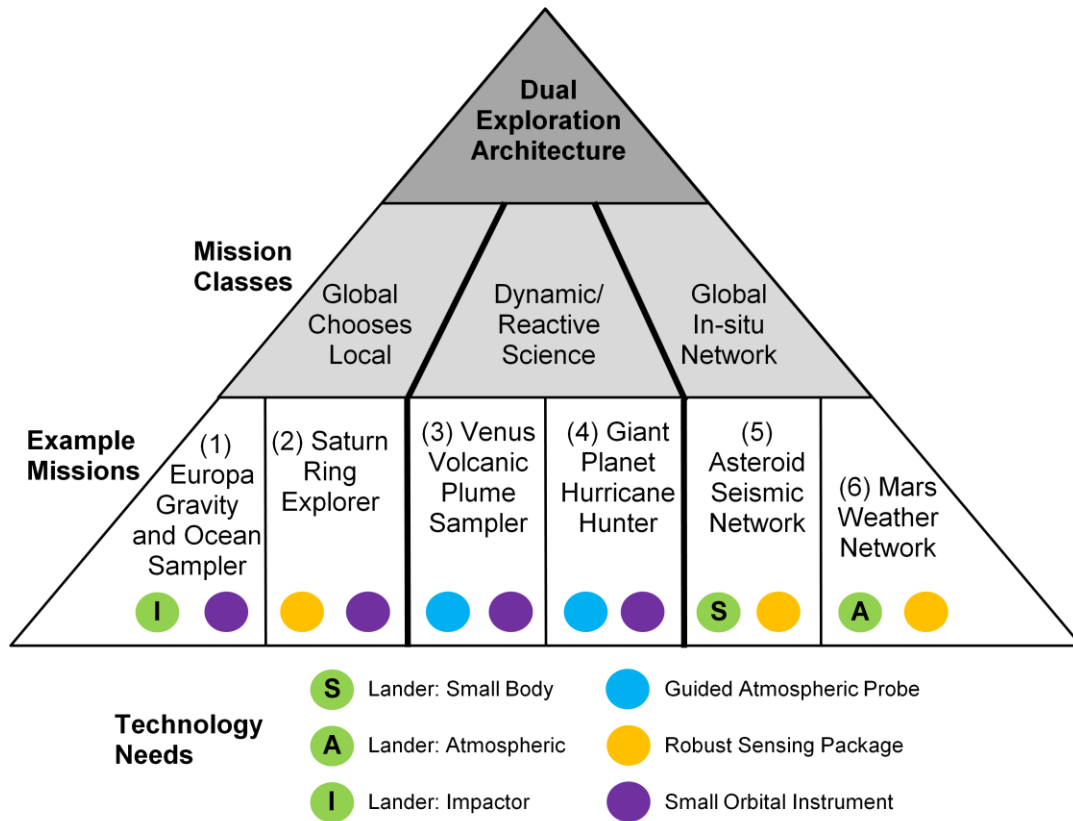 Dual
Exploration
Architecture
Mission
Classes
Global
Chooses
Local
Dynamic/
Reactive
Science
Global
In-situ
Network
Example
Missions
(1)
Europa
Gravity
and Ocean
Sampler
(2) Saturn
Ring
Explorer
(3) Venus
Volcanic
Plume
Sampler
(4) Giant
Planet
Hurricane
Hunter
(5)
Asteroid
Seismic
Network
(6) Mars
Weather
Network
I
S
A
Technology
Needs
S Lander: Small Body
A Lander: Atmospheric
I Lander: Impactor
Guided Atmospheric Probe
Robust Sensing Package
Small Orbital Instrument